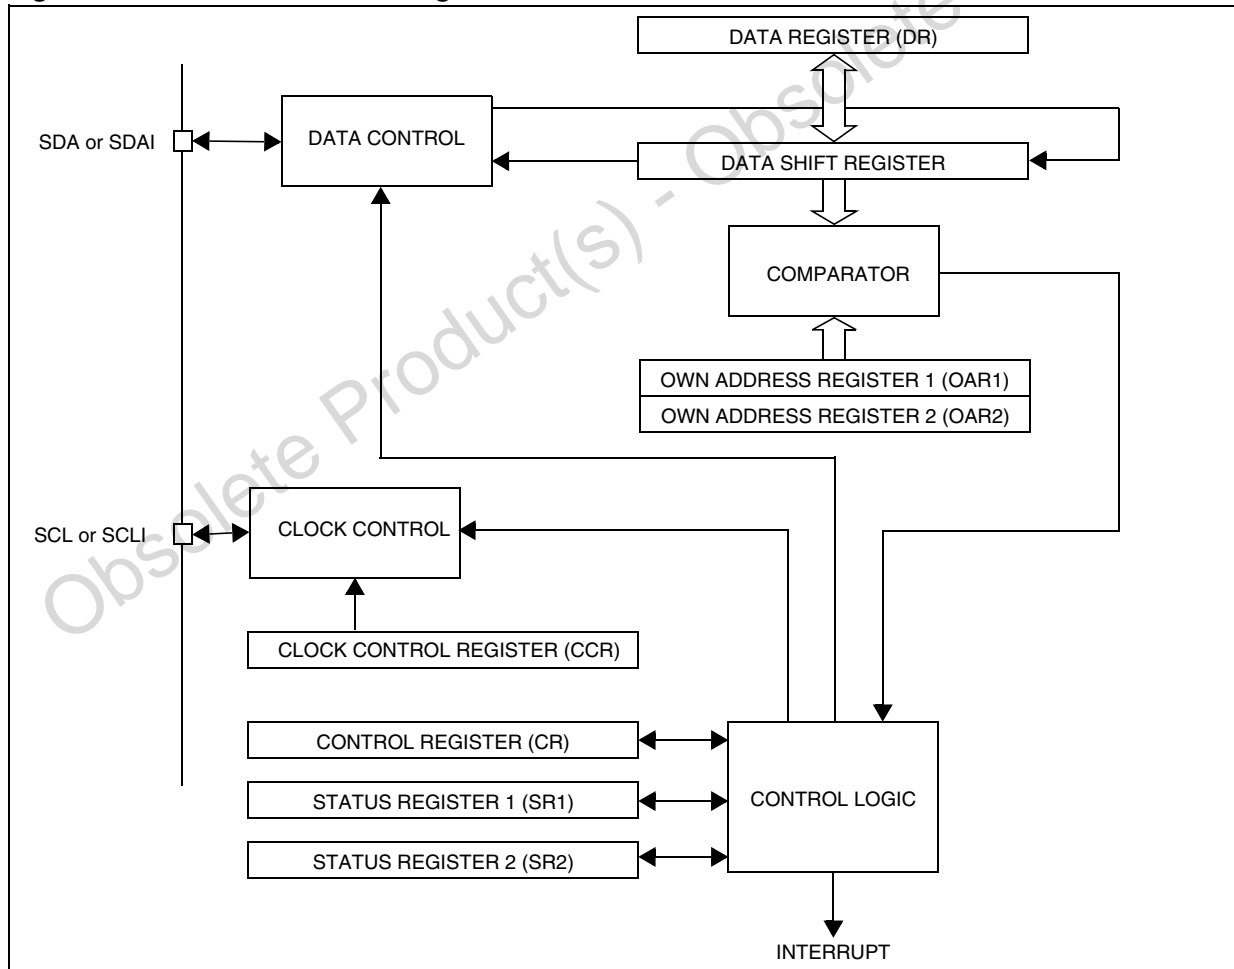 DATA REGISTER (DR)
SDA or SDAI
DATA CONTROL
DATA SHIFT REGISTER
COMPARATOR
OWN ADDRESS REGISTER 1 (OAR1)
OWN ADDRESS REGISTER 2 (OAR2)
SCL or SCLI
CLOCK CONTROL
CLOCK CONTROL REGISTER (CCR)
CONTROL REGISTER (CR)
STATUS REGISTER 1 (SR1)
CONTROL LOGIC
STATUS REGISTER 2 (SR2)
INTERRUPT
Obsolete Product(s) - Obsolete